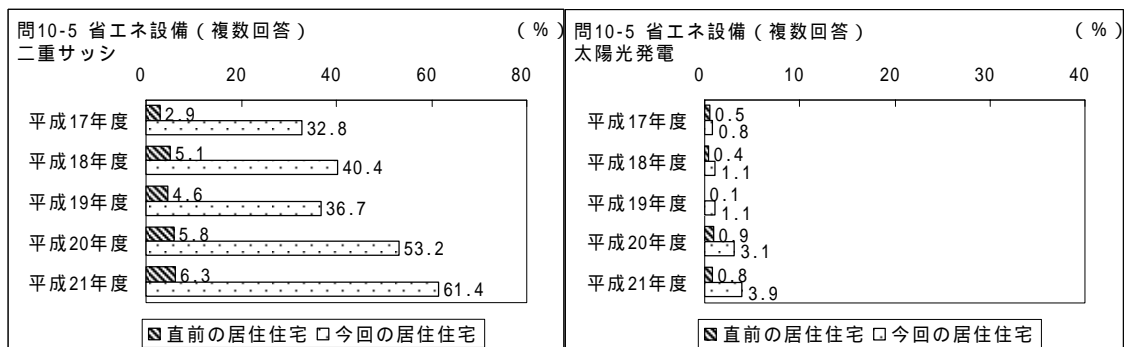 問10-5 省エネ設備（複数回答） （％）
二重サッシ
0 20 40 60 80
平成17年度 2.9 32.8
平成18年度 5.1 40.4
平成19年度 4.6 36.7
平成20年度 5.8 53.2
平成21年度 6.3 61.4
直前の居住住宅 今回の居住住宅
問10-5 省エネ設備（複数回答） （％）
太陽光発電
0 10 20 30 40
平成17年度 0.5 0.8
平成18年度 0.4 1.1
平成19年度 0.1 1.1
平成20年度 0.9 3.1
平成21年度 0.8 3.9
直前の居住住宅 今回の居住住宅